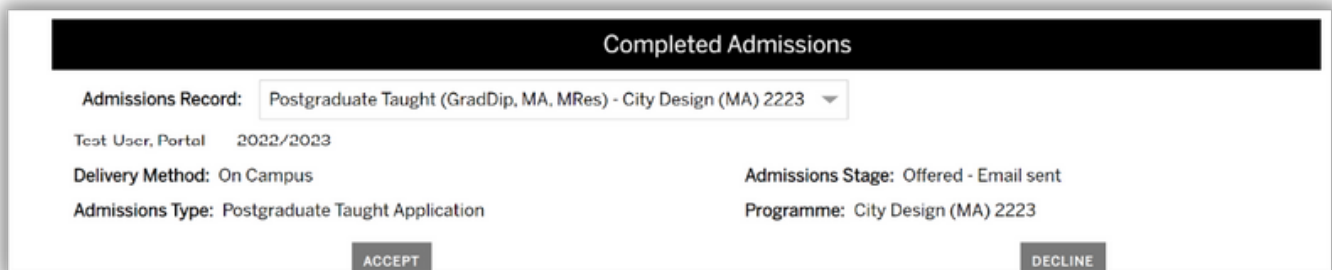 Completed Admissions
Admissions Record: Postgraduate Taught (GradDip, MA, MRes) - City Design (MA) 2223
Test User, Portal 2022/2023
Delivery Method: On Campus Admissions Stage: Offered - Email sent
Admissions Type: Postgraduate Taught Application Programme: City Design (MA) 2223
ACCEPT DECLINE